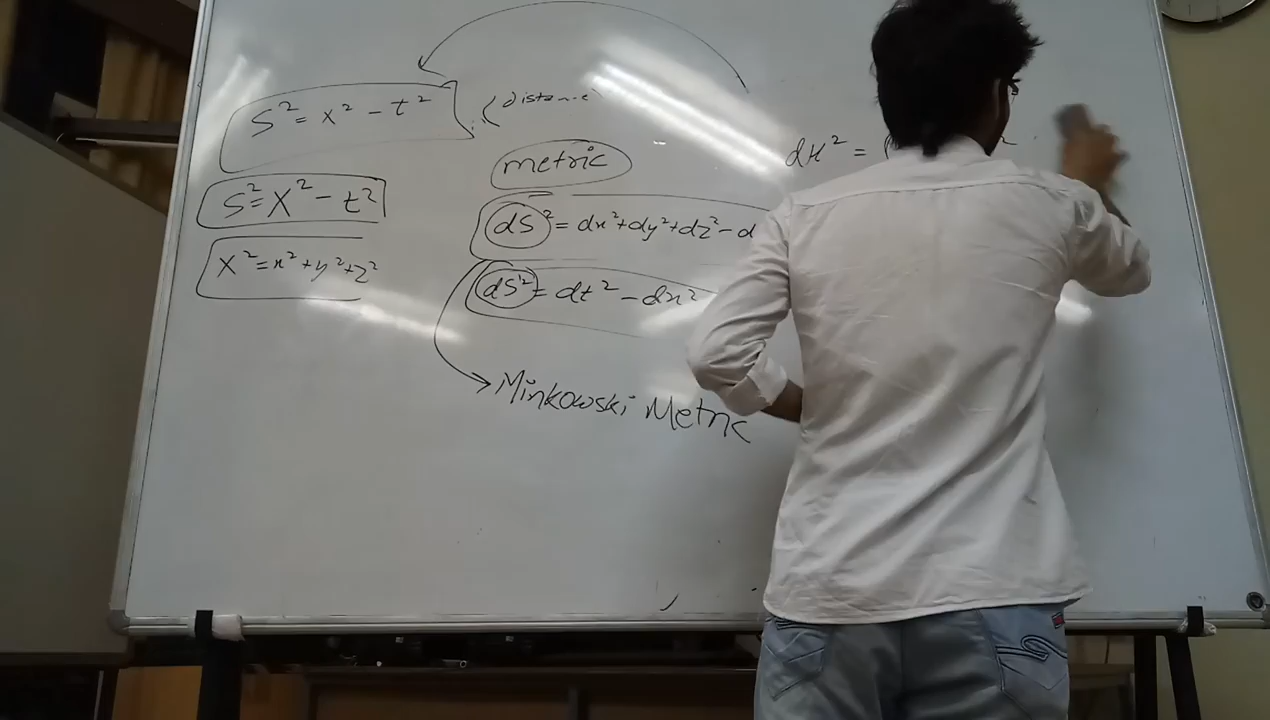 S² = x² - t² (distance
S² = X² - t²
X² = x² + y² + z²
metric
dS² = dx² + dy² + dz² - d
dS² = dt² - dx²
Minkowski Metric
dx² =